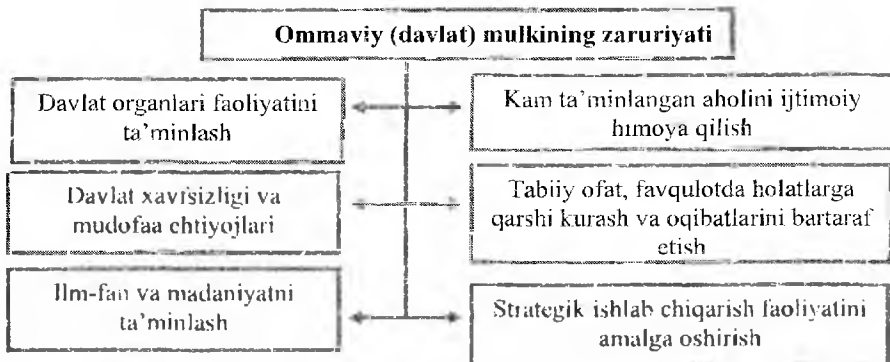 Ommaviy (davlat) mulkining zaruriyati
Davlat organlari faoliyatini
ta'minlash
Kam ta'minlangan aholini ijtimoiy
himoya qilish
Davlat xavfsizligi va
mudofaa ehtiyojlari
Tabiiy ofat, favqulotda holatlarga
qarshi kurash va oqibatlarini bartaraf
etish
Ilm-fan va madaniyatni
ta'minlash
Strategik ishlab chiqarish faoliyatini
amalga oshirish